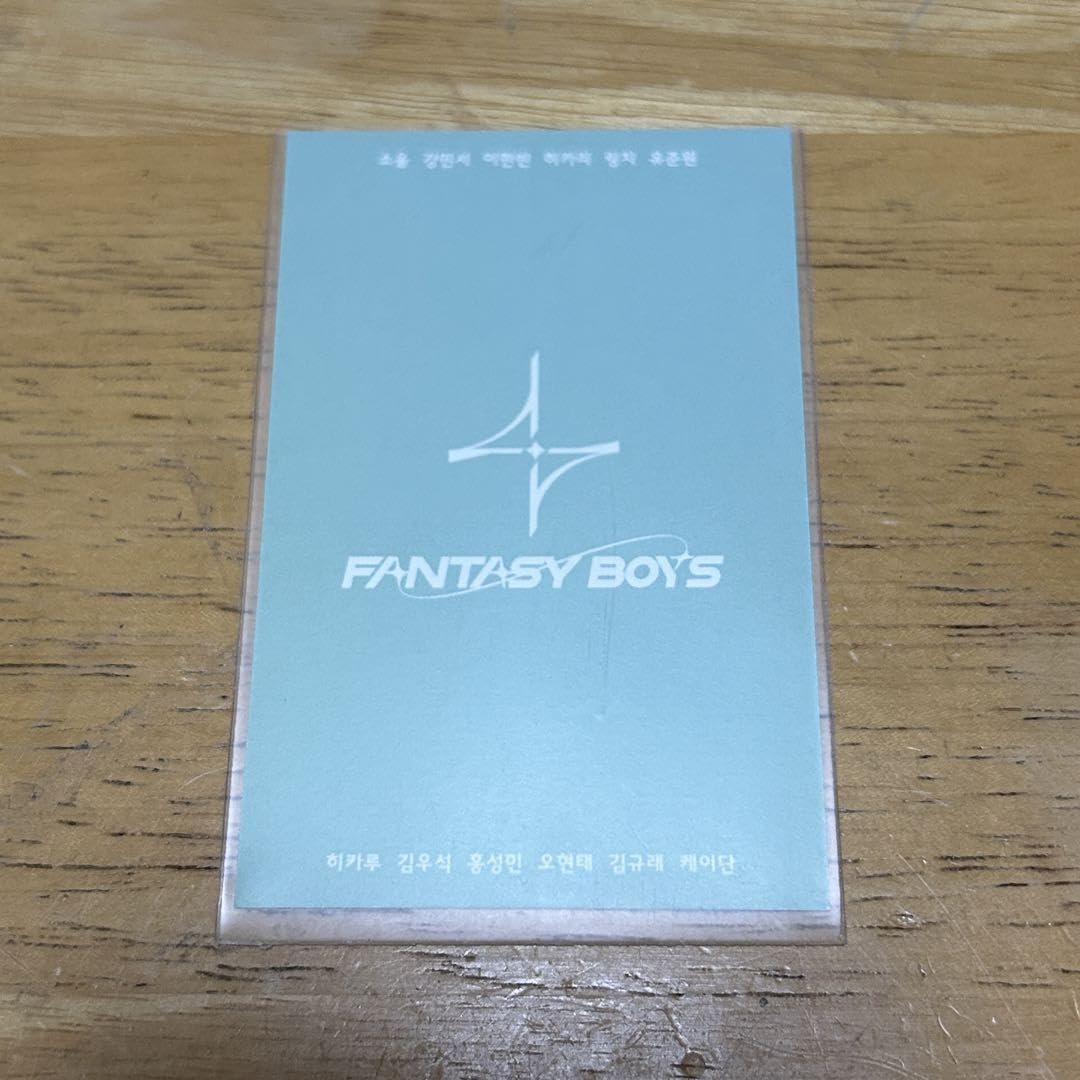 소울 강민서 이한빈 히카리 링치 유준원
FANTASY BOYS
히카루 김우석 홍성민 오현태 김규래 케이단